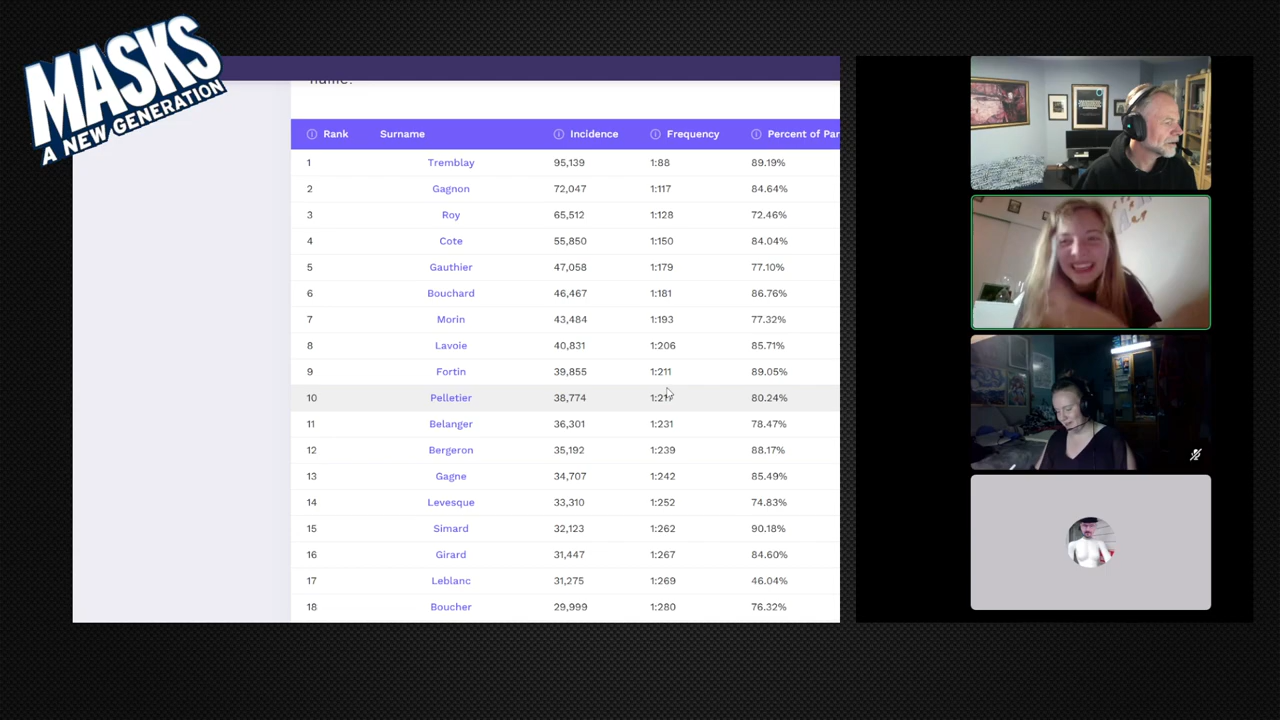 MASKS
A NEW GENERATION
name.
Rank Surname Incidence Frequency Percent of Par
1 Tremblay 95,139 1:88 89.19%
2 Gagnon 72,047 1:117 84.64%
3 Roy 65,512 1:128 72.46%
4 Cote 55,850 1:150 84.04%
5 Gauthier 47,058 1:179 77.10%
6 Bouchard 46,467 1:181 86.76%
7 Morin 43,484 1:193 77.32%
8 Lavoie 40,831 1:206 85.71%
9 Fortin 39,855 1:211 89.05%
10 Pelletier 38,774 80.24%
11 Belanger 36,301 1:231 78.47%
12 Bergeron 35,192 1:239 88.17%
13 Gagne 34,707 1:242 85.49%
14 Levesque 33,310 1:252 74.83%
15 Simard 32,123 1:262 90.18%
16 Girard 31,447 1:267 84.60%
17 Leblanc 31,275 1:269 46.04%
18 Boucher 29,999 1:280 76.32%